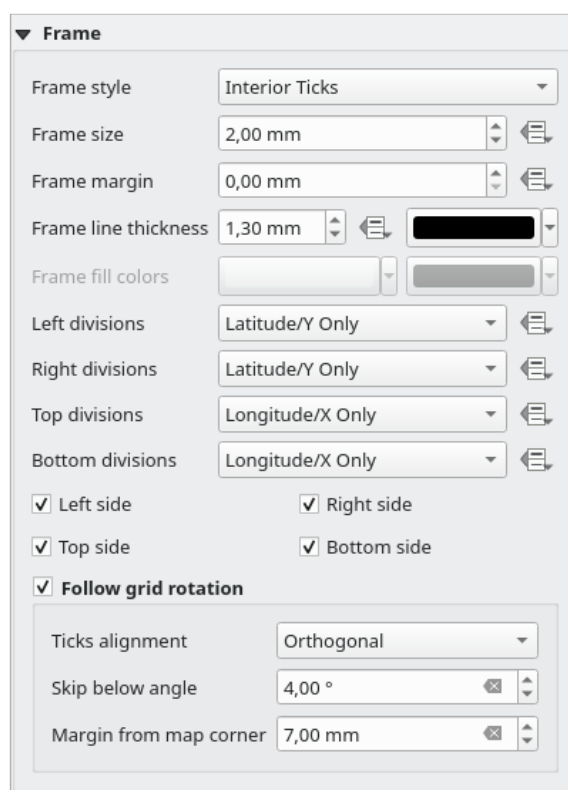 Frame
Frame style Interior Ticks
Frame size 2,00 mm
Frame margin 0,00 mm
Frame line thickness 1,30 mm
Frame fill colors
Left divisions Latitude/Y Only
Right divisions Latitude/Y Only
Top divisions Longitude/X Only
Bottom divisions Longitude/X Only
Left side Right side
Top side Bottom side
Follow grid rotation
Ticks alignment Orthogonal
Skip below angle 4,00 °
Margin from map corner 7,00 mm